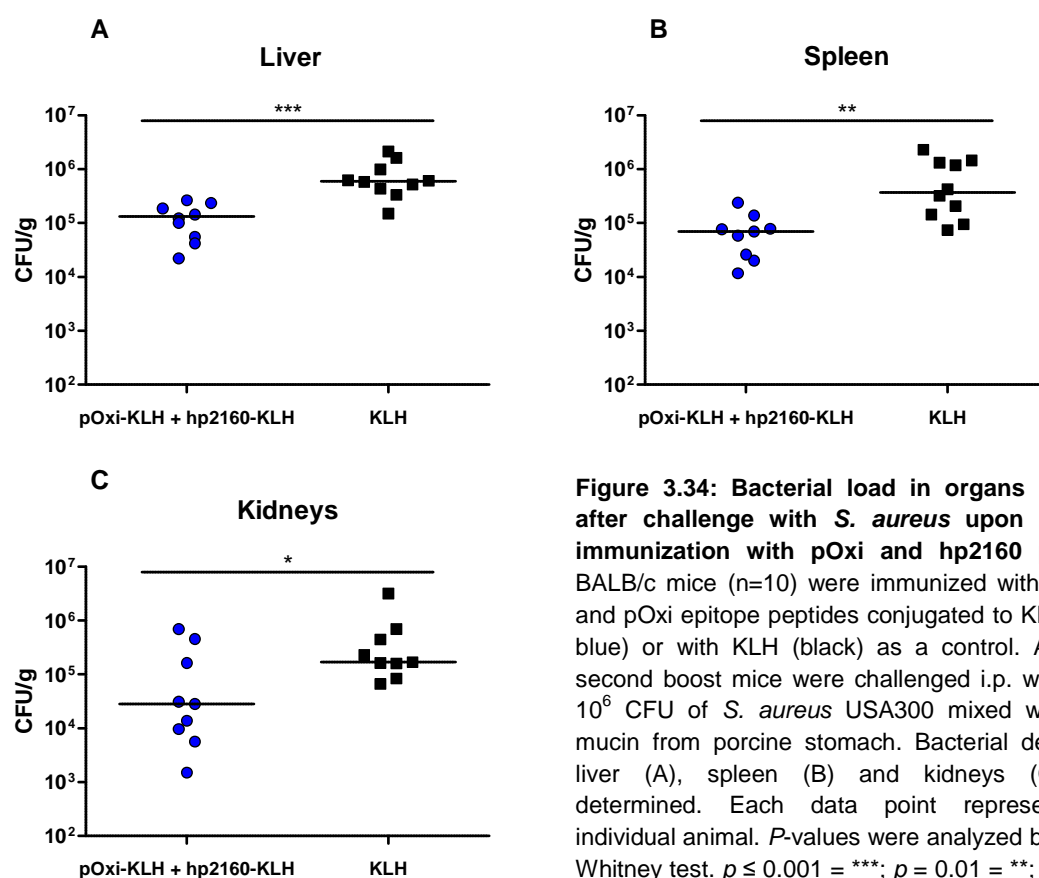 A
Liver
***
10⁷
10⁶
10⁵
10⁴
10³
10²
CFU/g
pOxi-KLH + hp2160-KLH
KLH
B
Spleen
**
10⁷
10⁶
10⁵
10⁴
10³
10²
CFU/g
pOxi-KLH + hp2160-KLH
KLH
C
Kidneys
*
10⁷
10⁶
10⁵
10⁴
10³
10²
CFU/g
pOxi-KLH + hp2160-KLH
KLH
Figure 3.34: Bacterial load in organs
after challenge with S. aureus upon
immunization with pOxi and hp2160
BALB/c mice (n=10) were immunized with
and pOxi epitope peptides conjugated to
blue) or with KLH (black) as a control.
second boost mice were challenged i.p.
10⁶ CFU of S. aureus USA300 mixed
mucin from porcine stomach. Bacterial
liver (A), spleen (B) and kidneys
determined. Each data point
individual animal. P-values were analyzed
Whitney test. p ≤ 0.001 = ***; p = 0.01 = **;